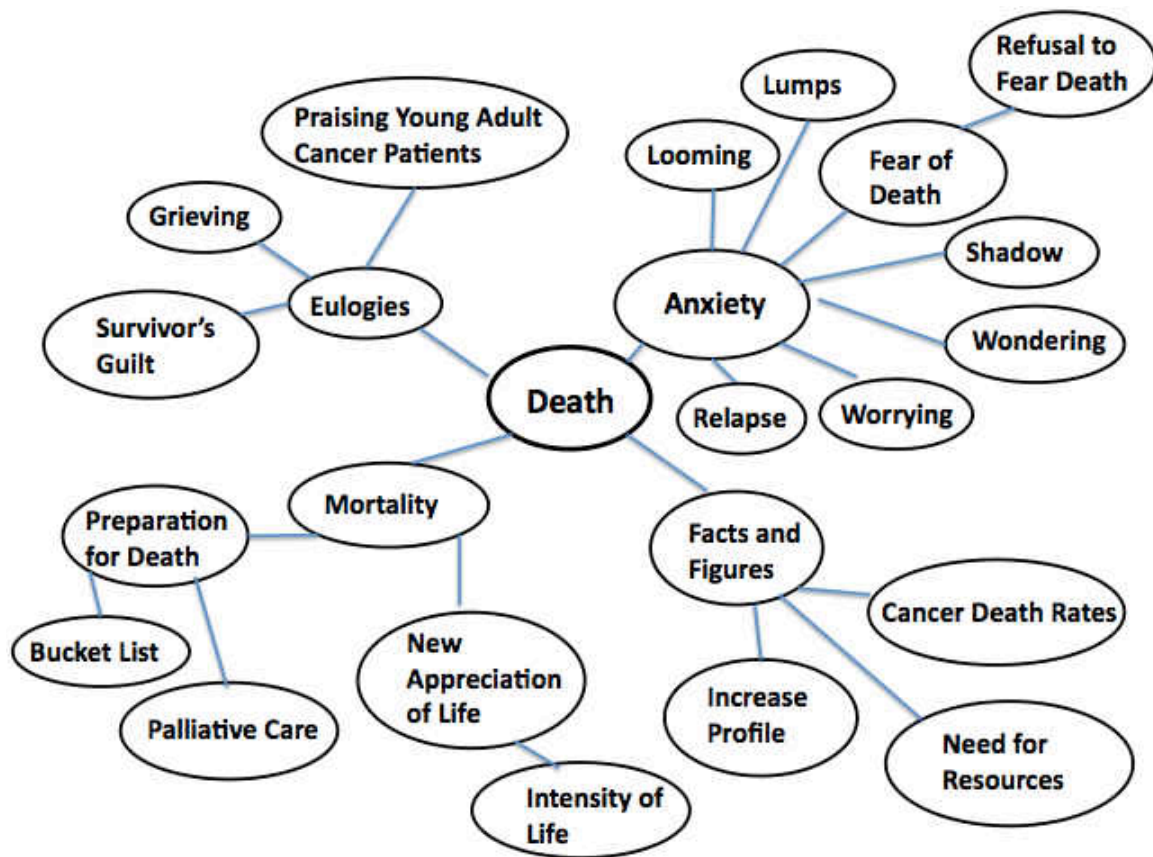 Refusal to
Fear Death
Lumps
Praising Young Adult
Cancer Patients
Looming
Fear of
Death
Grieving
Shadow
Eulogies
Anxiety
Survivor's
Guilt
Wondering
Death
Relapse
Worrying
Mortality
Preparation
for Death
Facts and
Figures
Cancer Death Rates
Bucket List
New
Appreciation
of Life
Increase
Profile
Palliative Care
Need for
Resources
Intensity of
Life